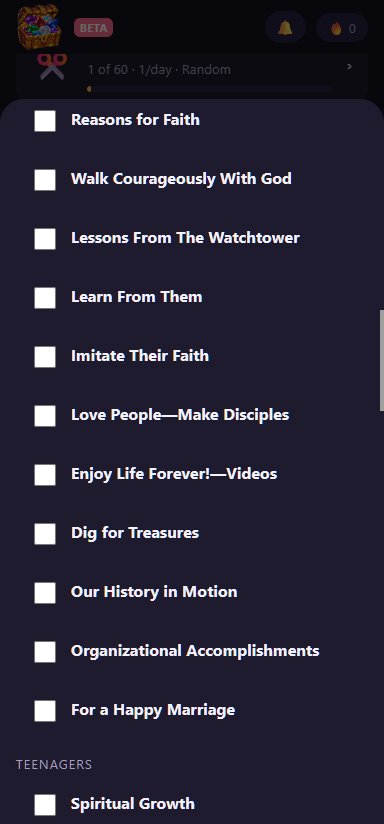 BETA
0
1 of 60 · 1/day · Random
Reasons for Faith
Walk Courageously With God
Lessons From The Watchtower
Learn From Them
Imitate Their Faith
Love People—Make Disciples
Enjoy Life Forever!—Videos
Dig for Treasures
Our History in Motion
Organizational Accomplishments
For a Happy Marriage
TEENAGERS
Spiritual Growth